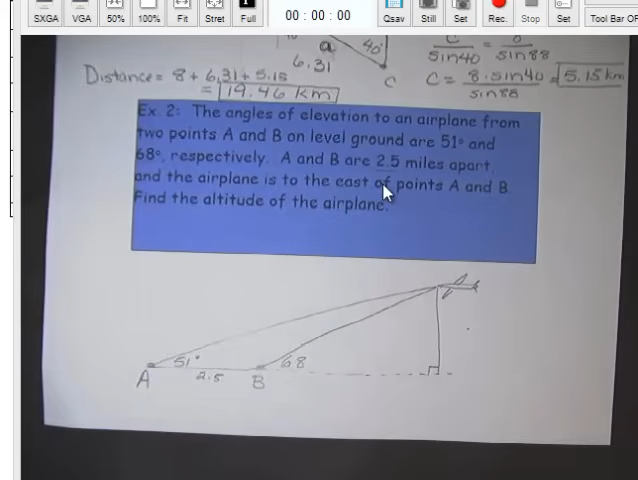 SXGA VGA 50% 100% Fit Stret Full 00 : 00 : 00 Qsav Still Set Rec. Stop Set Tool Bar OP
a 40°
6.31 C
sin40 = sin88
Distance = 8 + 6.31 + 5.15
= 19.46 km
C = 8·sin40 / sin88 = 5.15 km
Ex. 2: The angles of elevation to an airplane from
two points A and B on level ground are 51° and
68°, respectively. A and B are 2.5 miles apart,
and the airplane is to the east of points A and B.
Find the altitude of the airplane.
51° 68
A 2.5 B